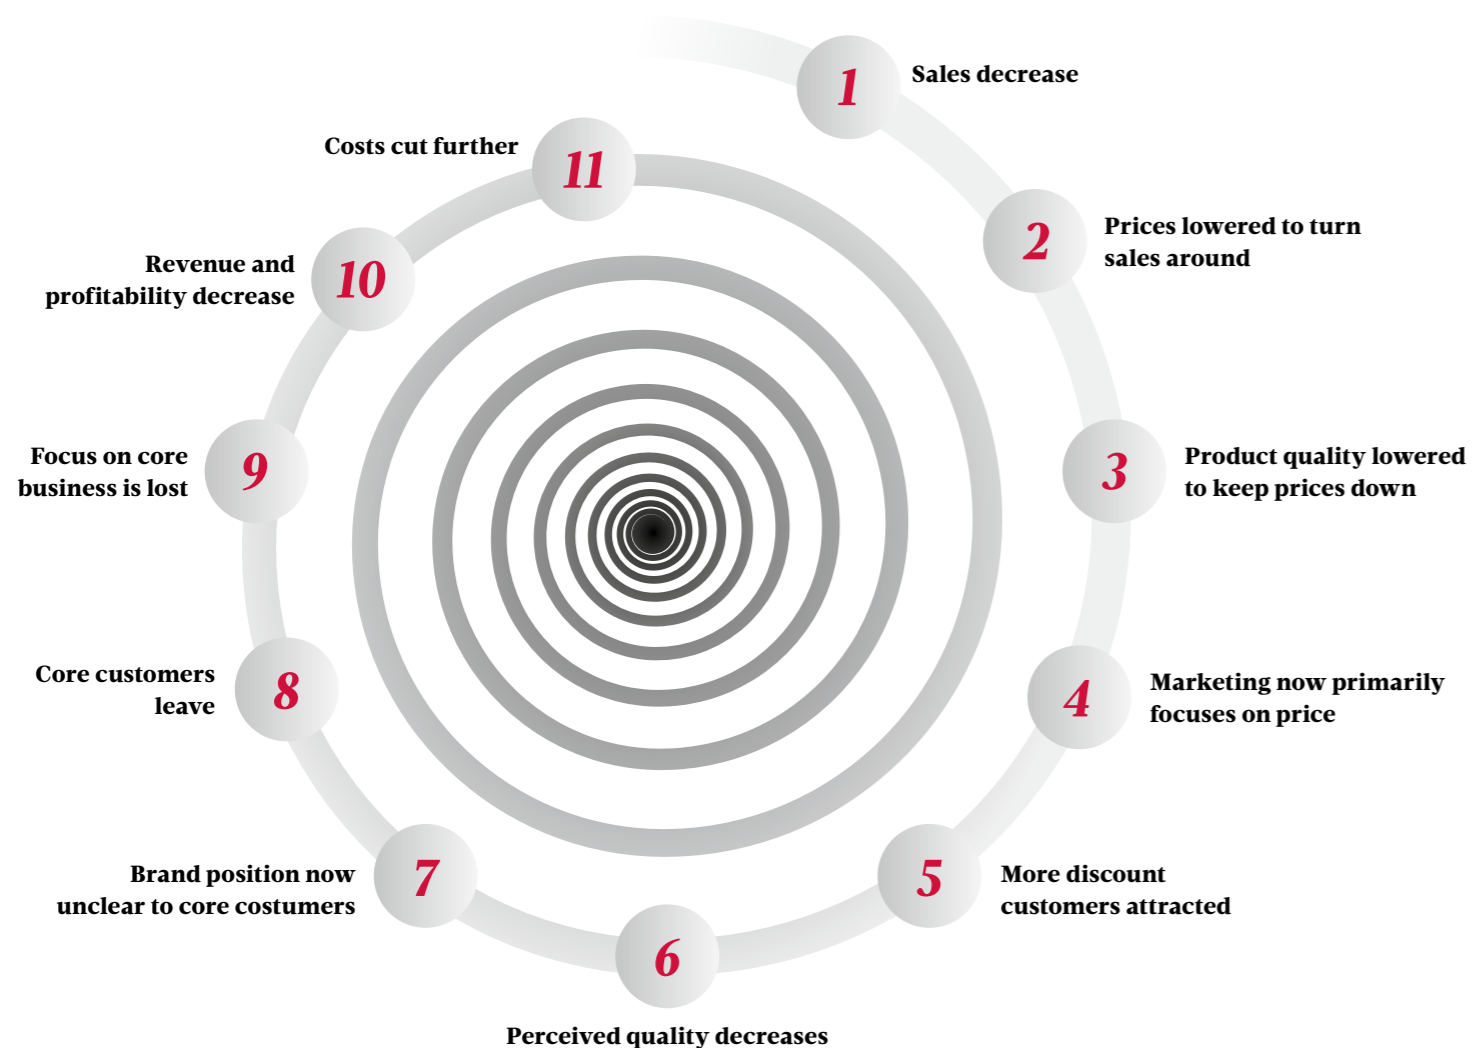 1
Sales decrease
2
Prices lowered to turn
sales around
3
Product quality lowered
to keep prices down
4
Marketing now primarily
focuses on price
5
More discount
customers attracted
6
Perceived quality decreases
7
Brand position now
unclear to core costumers
8
Core customers
leave
9
Focus on core
business is lost
10
Revenue and
profitability decrease
11
Costs cut further